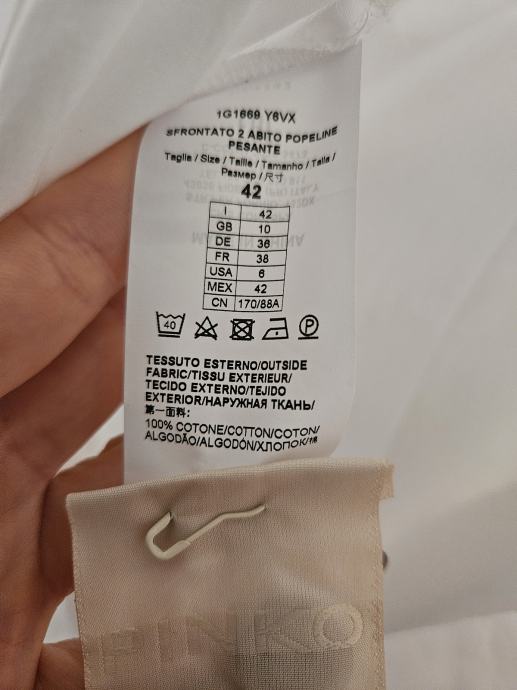 1G1669 Y6VX
SFRONTATO 2 ABITO POPELINE
PESANTE
Taglia / Size / Taille / Tamanho / Talla /
Размер / 尺寸
42
I 42
GB 10
DE 36
FR 38
USA 6
MEX 42
CN 170/88A
40
P
TESSUTO ESTERNO/OUTSIDE
FABRIC/TISSU EXTERIEUR/
TECIDO EXTERNO/TEJIDO
EXTERIOR/НАРУЖНАЯ ТКАНЬ/
第一面料:
100% COTONE/COTTON/COTON/
ALGODÃO/ALGODÓN/ХЛОПОК/棉
PINKO